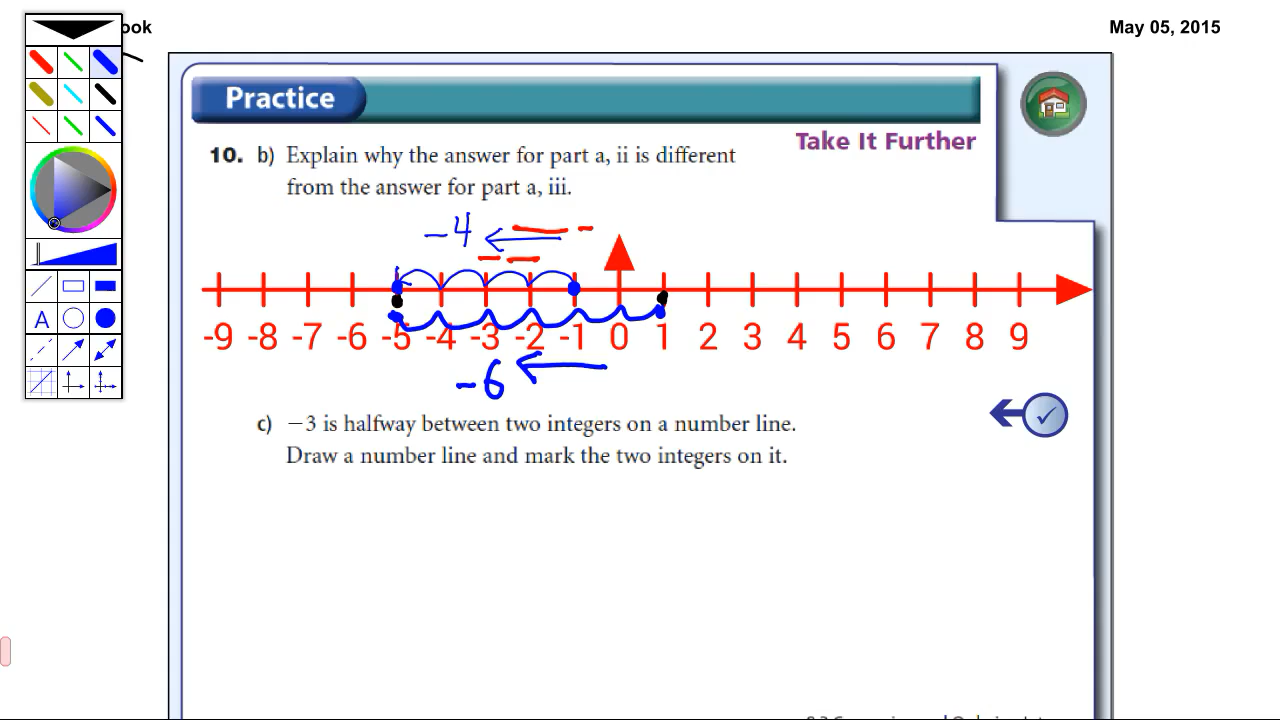 ook
May 05, 2015
Practice
Take It Further
10. b) Explain why the answer for part a, ii is different
from the answer for part a, iii.
-4
-9 -8 -7 -6 -5 -4 -3 -2 -1 0 1 2 3 4 5 6 7 8 9
-6
A
c) −3 is halfway between two integers on a number line.
Draw a number line and mark the two integers on it.